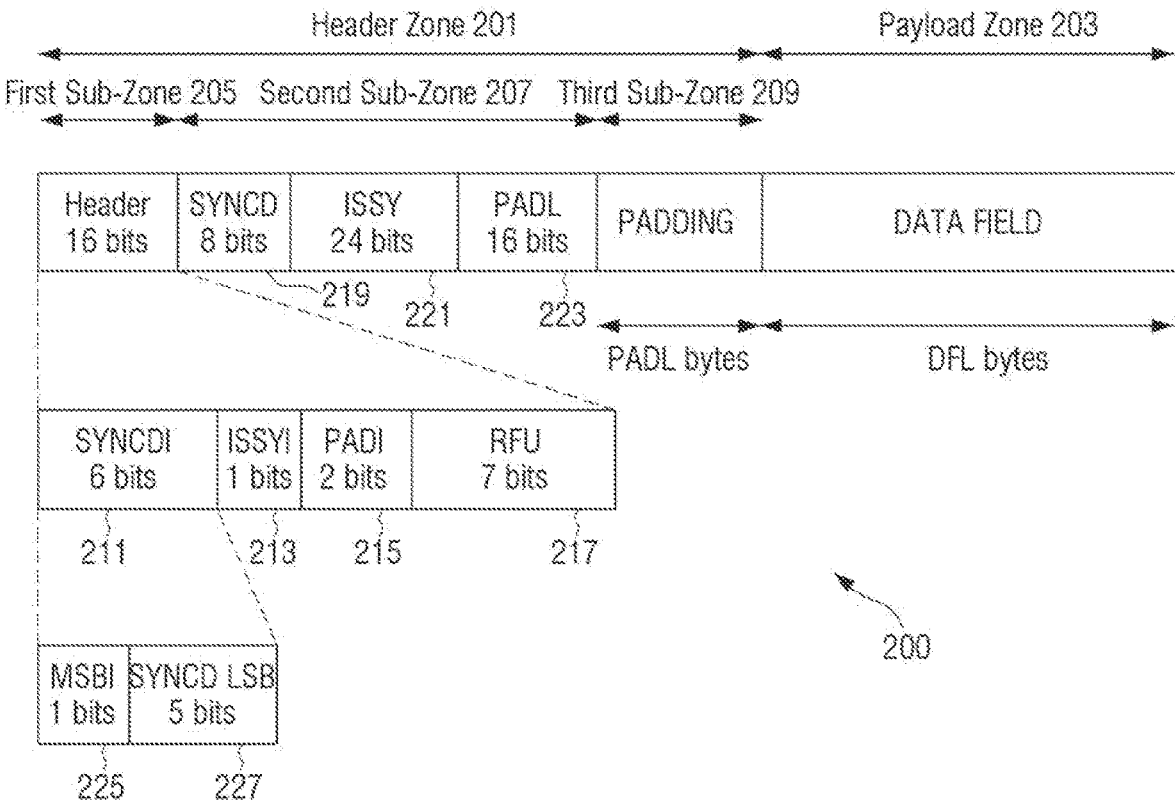 Header Zone 201 Payload Zone 203
First Sub-Zone 205 Second Sub-Zone 207 Third Sub-Zone 209
Header SYNCD ISSY PADL PADDING DATA FIELD
16 bits 8 bits 24 bits 16 bits
219 221 223
PADL bytes DFL bytes
SYNCDI ISSYI PADI RFU
6 bits 1 bits 2 bits 7 bits
211 213 215 217
200
MSBI SYNCD LSB
1 bits 5 bits
225 227